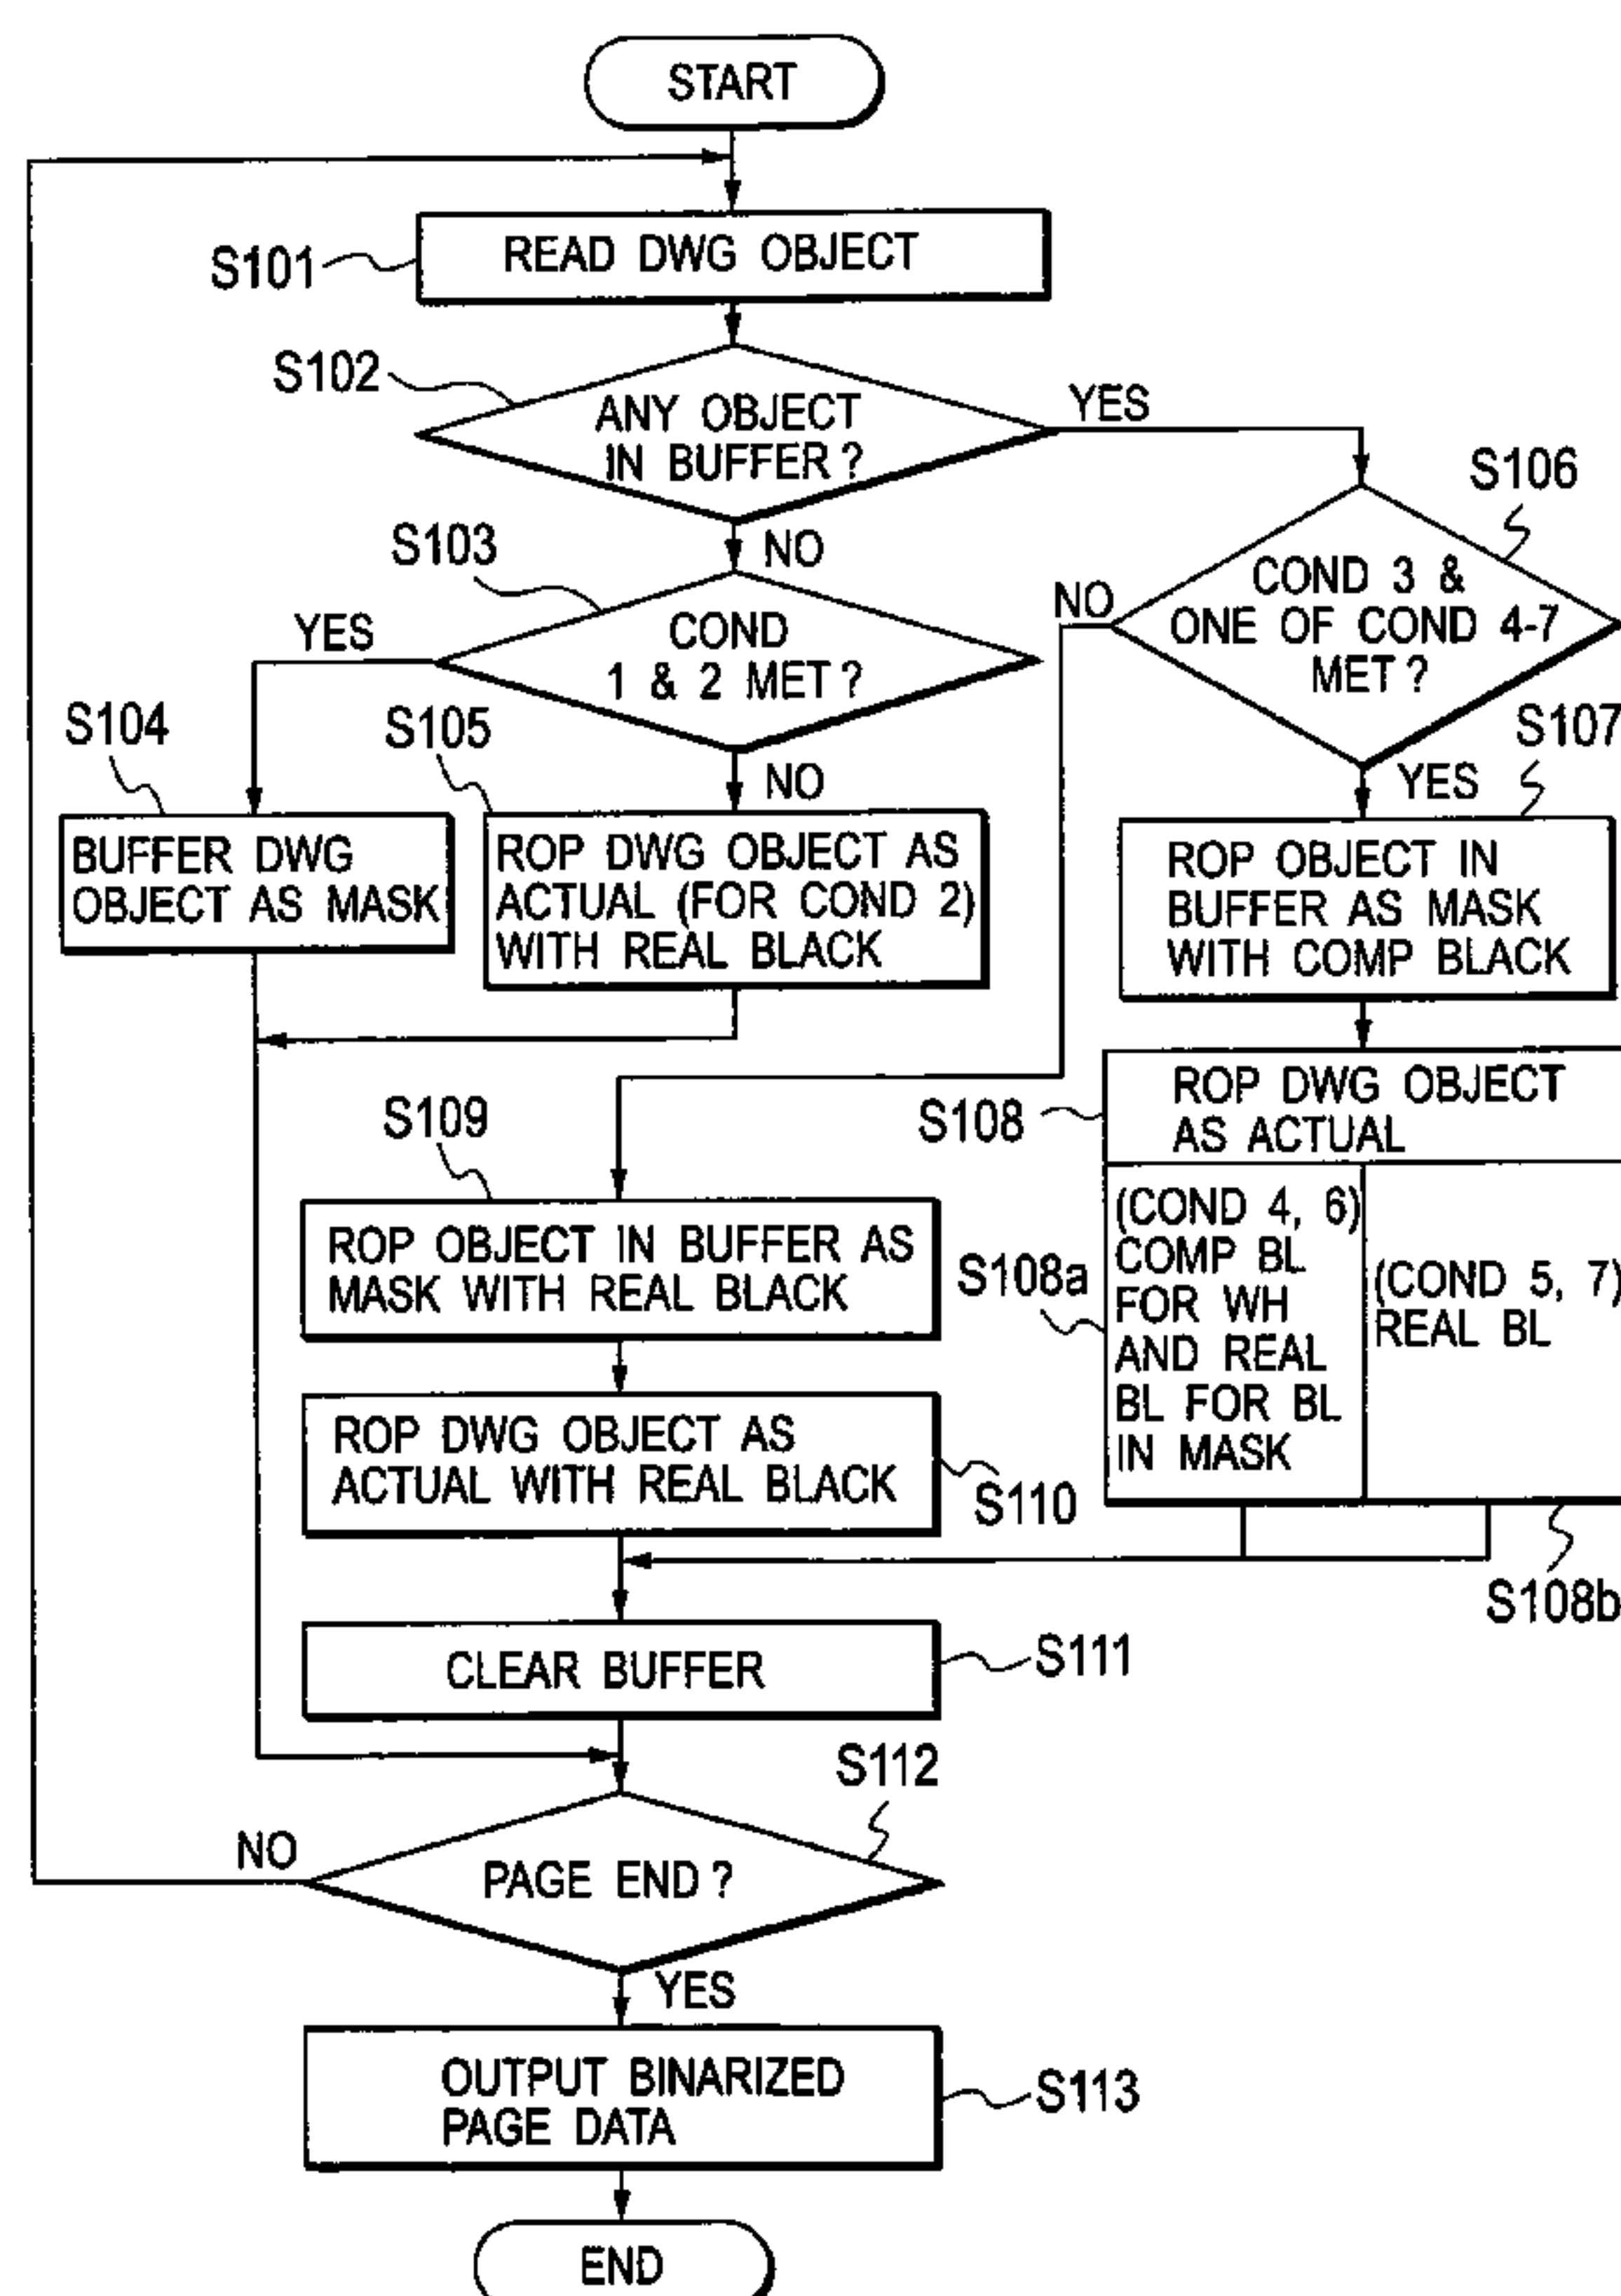 START
S101
READ DWG OBJECT
S102
ANY OBJECT
IN BUFFER?
YES
NO
S103
COND
1 & 2 MET?
YES
NO
S106
COND 3 &
ONE OF COND 4-7
MET?
NO
YES
S104
BUFFER DWG
OBJECT AS MASK
S105
ROP DWG OBJECT AS
ACTUAL (FOR COND 2)
WITH REAL BLACK
S107
ROP OBJECT IN
BUFFER AS MASK
WITH COMP BLACK
S108
ROP DWG OBJECT
AS ACTUAL
S108a
(COND 4, 6)
COMP BL
FOR WH
AND REAL
BL FOR BL
IN MASK
(COND 5, 7)
REAL BL
S108b
S109
ROP OBJECT IN BUFFER AS
MASK WITH REAL BLACK
ROP DWG OBJECT AS
ACTUAL WITH REAL BLACK
S110
CLEAR BUFFER
S111
S112
PAGE END?
NO
YES
OUTPUT BINARIZED
PAGE DATA
S113
END